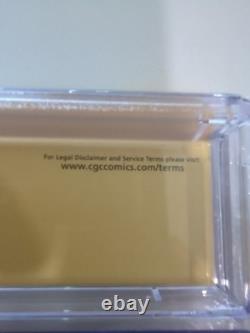 For Legal Disclaimer and Service Terms please visit:
www.cgccomics.com/terms